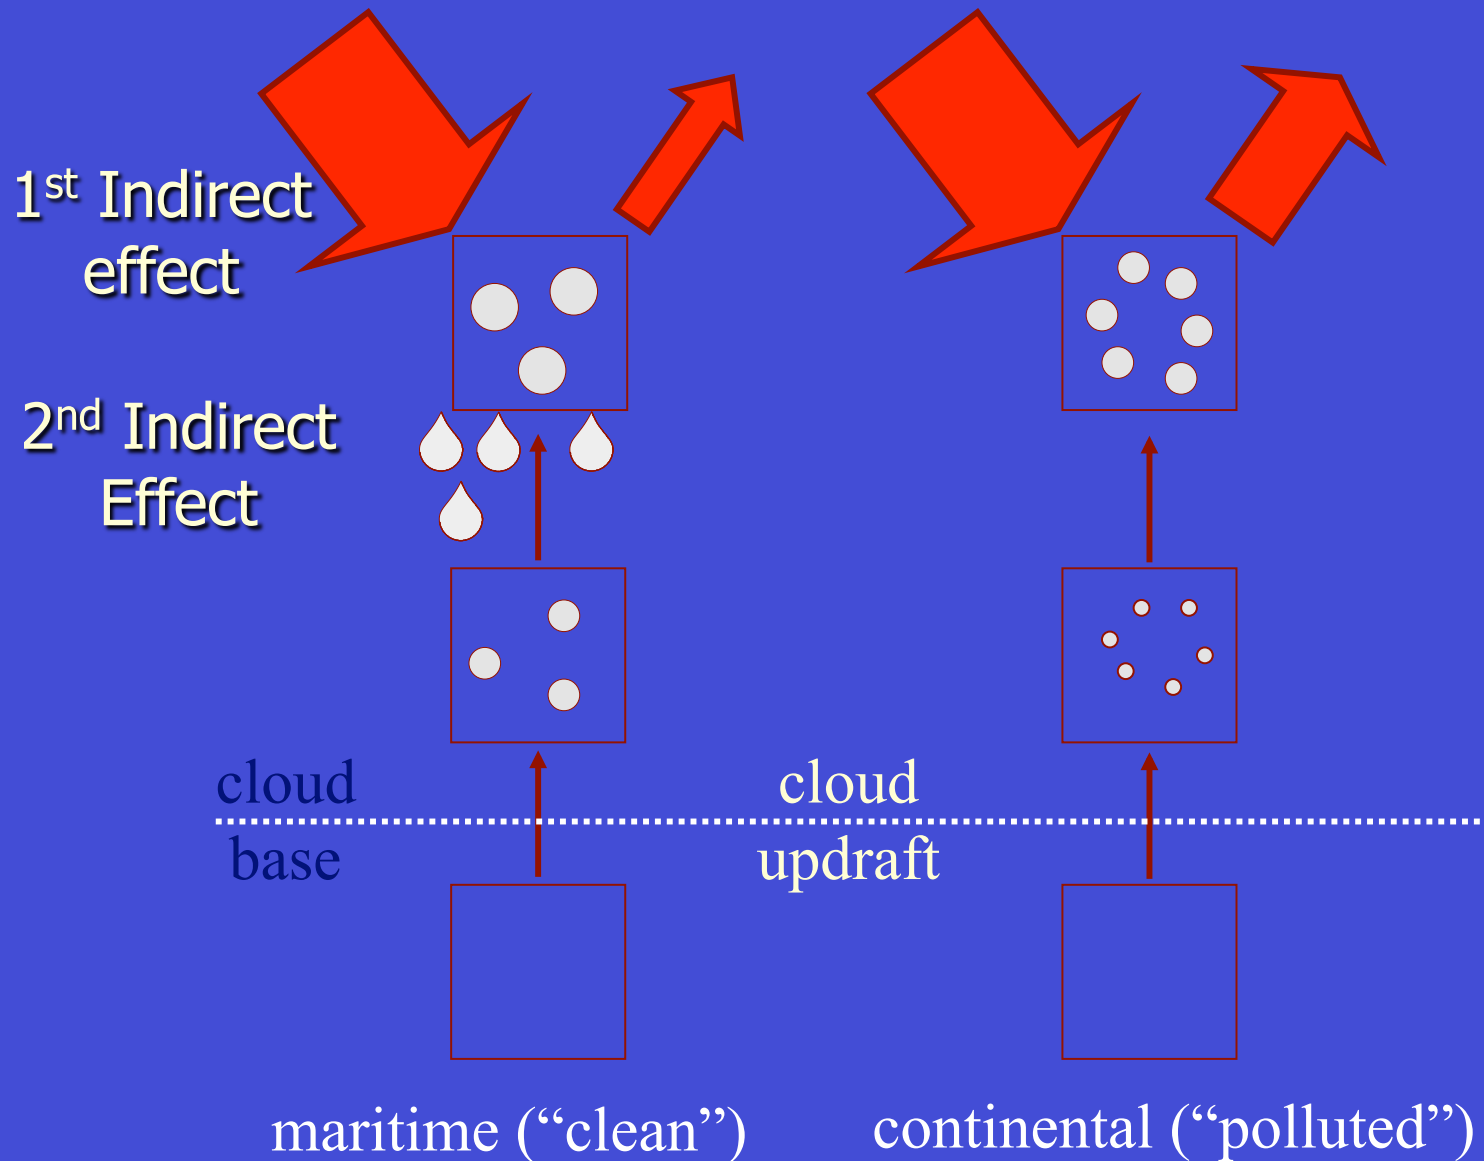 1st Indirect
effect
2nd Indirect
Effect
cloud
base
cloud
updraft
maritime (“clean”)
continental (“polluted”)